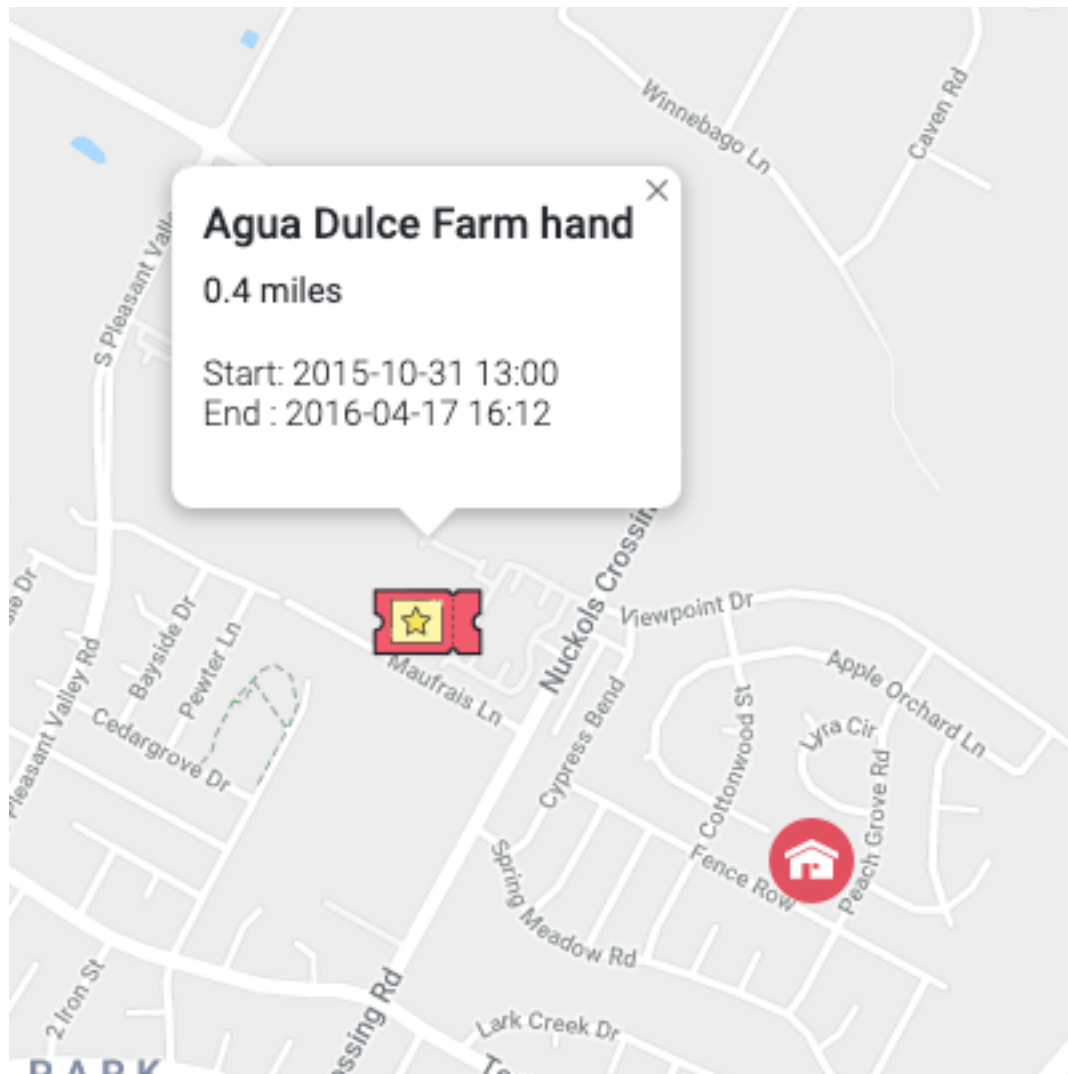 Winnebago Ln
Caven Rd
S Pleasant Vall
Agua Dulce Farm hand
0.4 miles
Start: 2015-10-31 13:00
End : 2016-04-17 16:12
Nuckols Crossin
Viewpoint Dr
Bayside Dr
Pewter Ln
Maufrais Ln
Cedargrove Dr
Pleasant Valley Rd
Cypress Bend
Cottonwood St
Apple Orchard Ln
Lyra Cir
Peach Grove Rd
Fence Row
Spring Meadow Rd
2 Iron St
ossing Rd
Lark Creek Dr
PARK